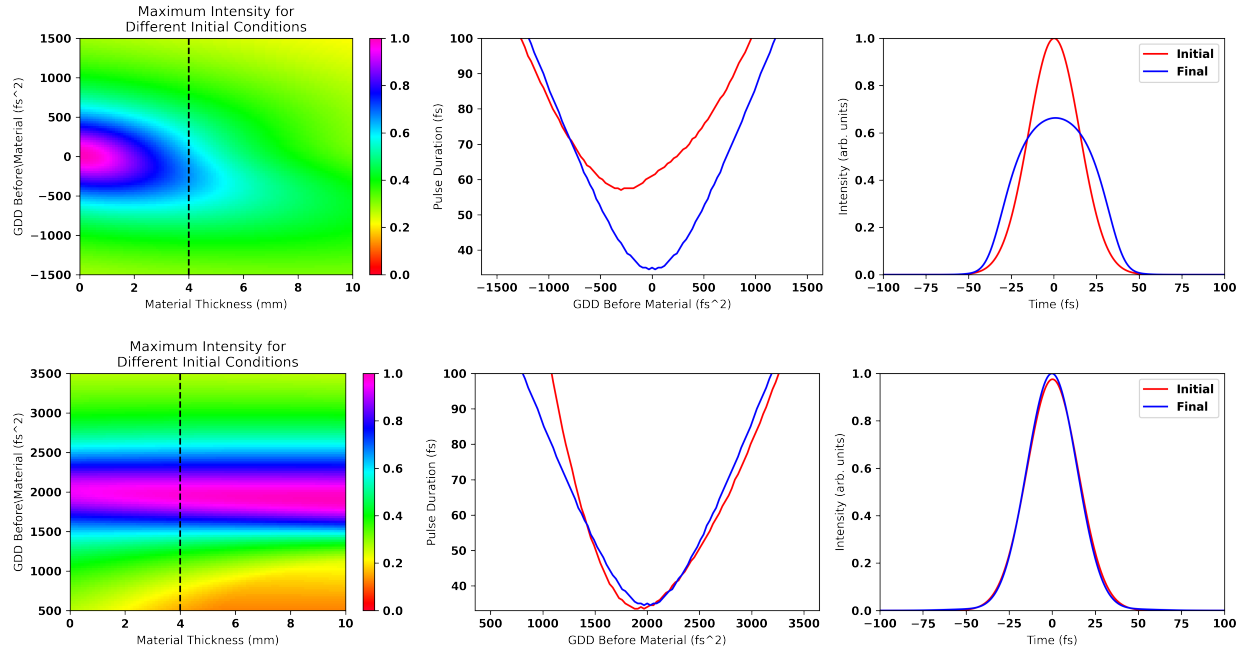 Maximum Intensity for
Different Initial Conditions
1500
1000
500
0
−500
−1000
−1500
GDD Before\Material (fs^2)
0 2 4 6 8 10
Material Thickness (mm)
1.0
0.8
0.6
0.4
0.2
0.0
100
90
80
70
60
50
40
Pulse Duration (fs)
−1500 −1000 −500 0 500 1000 1500
GDD Before Material (fs^2)
1.0
0.8
0.6
0.4
0.2
0.0
Intensity (arb. units)
Initial
Final
−100 −75 −50 −25 0 25 50 75 100
Time (fs)
Maximum Intensity for
Different Initial Conditions
3500
3000
2500
2000
1500
1000
500
GDD Before\Material (fs^2)
0 2 4 6 8 10
Material Thickness (mm)
1.0
0.8
0.6
0.4
0.2
0.0
100
90
80
70
60
50
40
Pulse Duration (fs)
500 1000 1500 2000 2500 3000 3500
GDD Before Material (fs^2)
1.0
0.8
0.6
0.4
0.2
0.0
Intensity (arb. units)
Initial
Final
−100 −75 −50 −25 0 25 50 75 100
Time (fs)